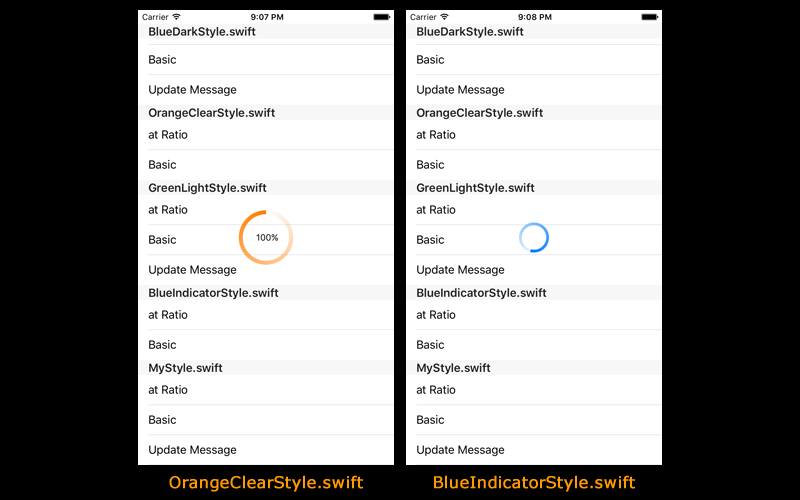 Carrier 9:07 PM
BlueDarkStyle.swift
Basic
Update Message
OrangeClearStyle.swift
at Ratio
Basic
GreenLightStyle.swift
at Ratio
Basic
100%
Update Message
BlueIndicatorStyle.swift
at Ratio
Basic
MyStyle.swift
at Ratio
Basic
Update Message
OrangeClearStyle.swift
Carrier 9:08 PM
BlueDarkStyle.swift
Basic
Update Message
OrangeClearStyle.swift
at Ratio
Basic
GreenLightStyle.swift
at Ratio
Basic
Update Message
BlueIndicatorStyle.swift
at Ratio
Basic
MyStyle.swift
at Ratio
Basic
Update Message
BlueIndicatorStyle.swift